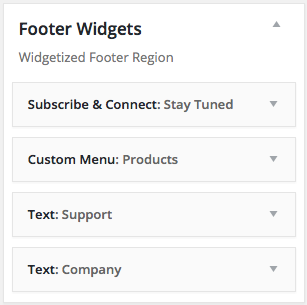 Footer Widgets
Widgetized Footer Region
Subscribe & Connect: Stay Tuned
Custom Menu: Products
Text: Support
Text: Company